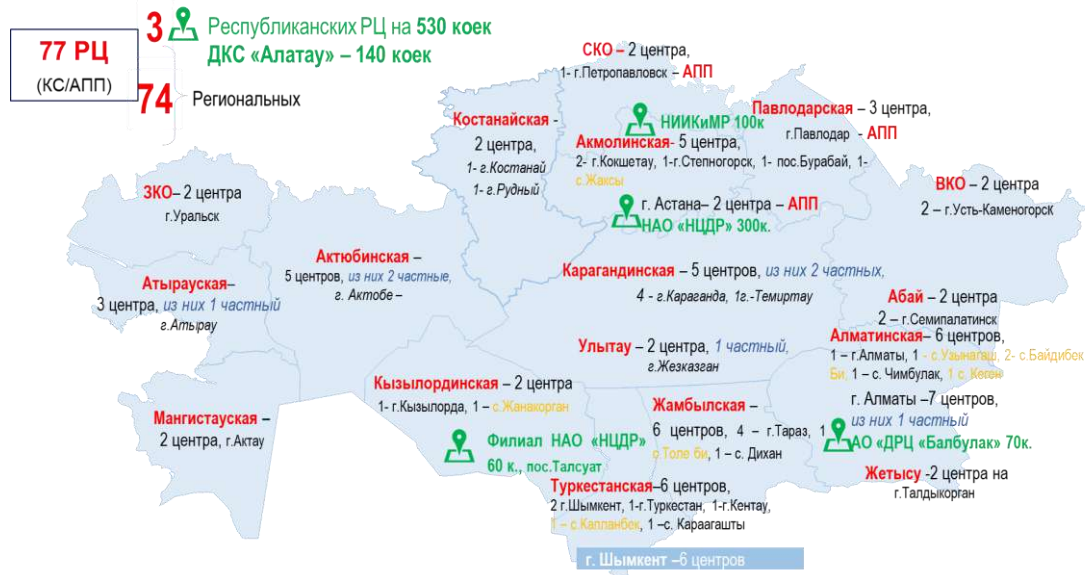 77 РЦ
(КС/АПП)
3
Республиканских РЦ на 530 коек
ДКС «Алатау» – 140 коек
74
Региональных
СКО – 2 центра,
1- г.Петропавловск – АПП
Костанайская -
2 центра,
1- г.Костанай
1- г.Рудный
НИИКиМР 100к
Акмолинская- 5 центра,
2- г.Кокшетау, 1-г.Степногорск, 1- пос.Бурабай, 1-
с.Жаксы
Павлодарская – 3 центра,
г.Павлодар - АПП
ЗКО– 2 центра
г.Уральск
ВКО – 2 центра
2 – г.Усть-Каменогорск
г. Астана– 2 центра – АПП
НАО «НЦДР» 300к.
Актюбинская –
5 центров, из них 2 частные,
г. Актобе –
Атырауская–
3 центра, из них 1 частный
г.Атырау
Карагандинская – 5 центров, из них 2 частных,
4 - г.Караганда, 1г.-Темиртау
Абай – 2 центра
2 – г.Семипалатинск
Улытау – 2 центра, 1 частный,
г.Жезказган
Алматинская– 6 центров,
1 – г.Алматы, 1 - с.Узынагаш, 2- с.Байдибек
Би, 1 – с. Чимбулак, 1 с. Кеген
Кызылординская – 2 центра
1- г.Кызылорда, 1 – с.Жанакорган
Филиал НАО «НЦДР»
60 к., пос.Талсуат
Жамбылская –
6 центров, 4 – г.Тараз, 1
с.Толе би, 1 – с. Дихан
г. Алматы –7 центров,
из них 1 частный
АО «ДРЦ «Балбулак» 70к.
Мангистауская –
2 центра, г.Актау
Жетысу -2 центра на
г.Талдыкорган
Туркестанская–6 центров,
2 г.Шымкент, 1-г.Туркестан, 1-г.Кентау,
1 – с.Капланбек, 1 –с. Караагашты
г. Шымкент –6 центров